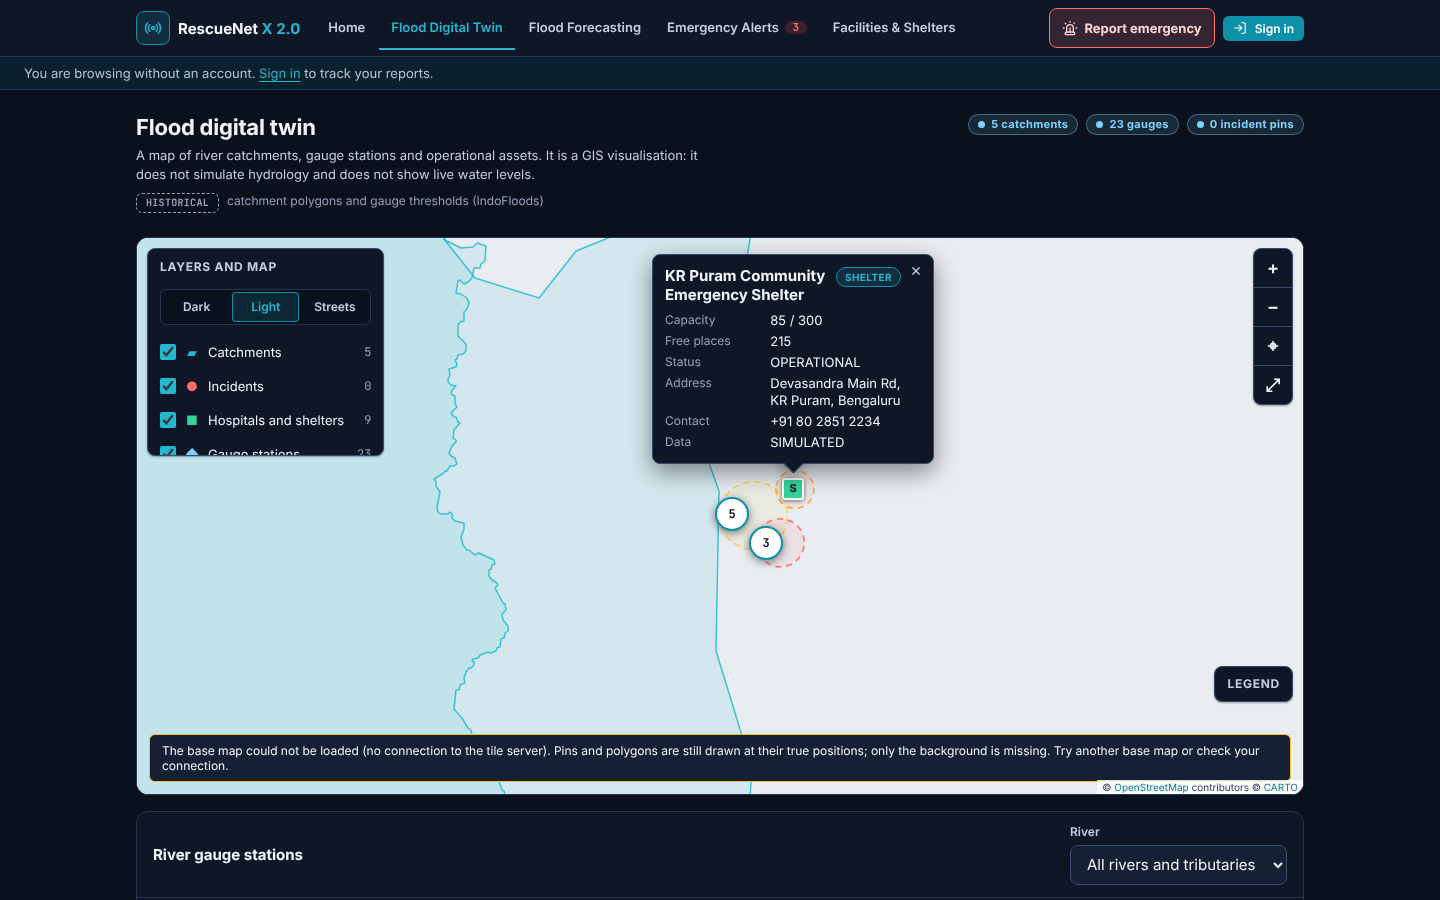 RescueNet X 2.0
Home
Flood Digital Twin
Flood Forecasting
Emergency Alerts 3
Facilities & Shelters
Report emergency
Sign in
You are browsing without an account. Sign in to track your reports.
Flood digital twin
5 catchments
23 gauges
0 incident pins
A map of river catchments, gauge stations and operational assets. It is a GIS visualisation: it
does not simulate hydrology and does not show live water levels.
HISTORICAL catchment polygons and gauge thresholds (IndoFloods)
LAYERS AND MAP
Dark
Light
Streets
Catchments 5
Incidents 0
Hospitals and shelters 9
Gauge stations 23
KR Puram Community
Emergency Shelter
SHELTER
Capacity 85 / 300
Free places 215
Status OPERATIONAL
Address Devasandra Main Rd,
KR Puram, Bengaluru
Contact +91 80 2851 2234
Data SIMULATED
S
5
3
LEGEND
The base map could not be loaded (no connection to the tile server). Pins and polygons are still drawn at their true positions; only the background is missing. Try another base map or check your
connection.
© OpenStreetMap contributors © CARTO
River gauge stations
River
All rivers and tributaries